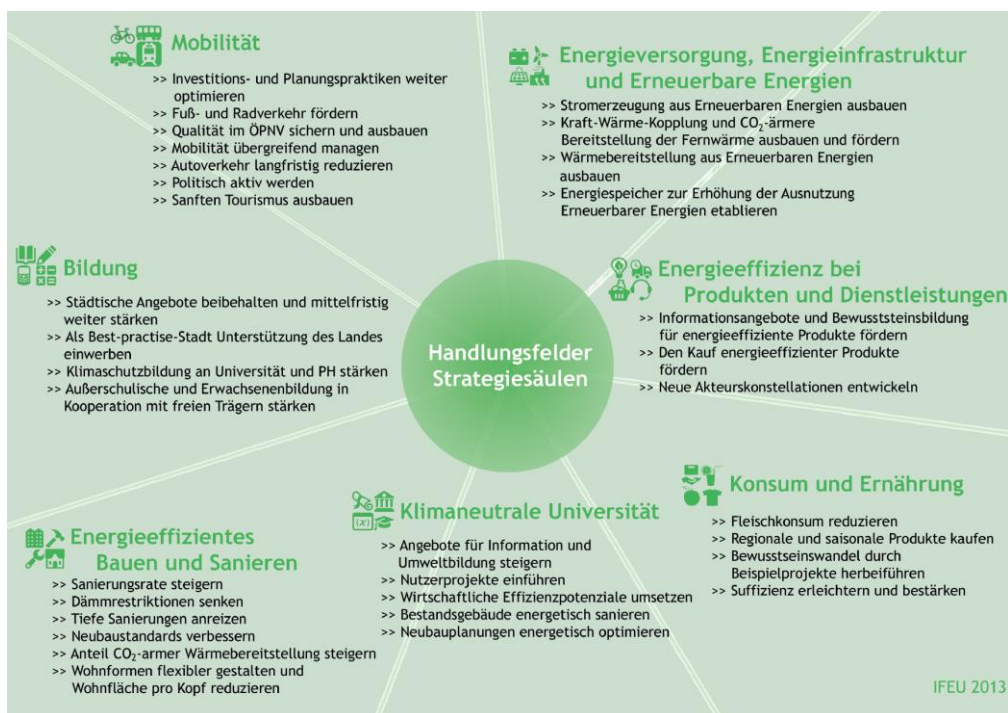 Mobilität
>> Investitions- und Planungspraktiken weiter
optimieren
>> Fuß- und Radverkehr fördern
>> Qualität im ÖPNV sichern und ausbauen
>> Mobilität übergreifend managen
>> Autoverkehr langfristig reduzieren
>> Politisch aktiv werden
>> Sanften Tourismus ausbauen
Energieversorgung, Energieinfrastruktur
und Erneuerbare Energien
>> Stromerzeugung aus Erneuerbaren Energien ausbauen
>> Kraft-Wärme-Kopplung und CO₂-ärmere
Bereitstellung der Fernwärme ausbauen und fördern
>> Wärmebereitstellung aus Erneuerbaren Energien
ausbauen
>> Energiespeicher zur Erhöhung der Ausnutzung
Erneuerbarer Energien etablieren
Bildung
>> Städtische Angebote beibehalten und mittelfristig
weiter stärken
>> Als Best-practise-Stadt Unterstützung des Landes
einwerben
>> Klimaschutzbildung an Universität und PH stärken
>> Außerschulische und Erwachsenenbildung in
Kooperation mit freien Trägern stärken
Handlungsfelder
Strategiesäulen
Energieeffizienz bei
Produkten und Dienstleistungen
>> Informationsangebote und Bewusststeinsbildung
für energieeffiziente Produkte fördern
>> Den Kauf energieeffizienter Produkte
fördern
>> Neue Akteurskonstellationen entwickeln
Energieeffizientes
Bauen und Sanieren
>> Sanierungsrate steigern
>> Dämmrestriktionen senken
>> Tiefe Sanierungen anreizen
>> Neubaustandards verbessern
>> Anteil CO₂-armer Wärmebereitstellung steigern
>> Wohnformen flexibler gestalten und
Wohnfläche pro Kopf reduzieren
(x)
Klimaneutrale Universität
>> Angebote für Information und
Umweltbildung steigern
>> Nutzerprojekte einführen
>> Wirtschaftliche Effizienzpotenziale umsetzen
>> Bestandsgebäude energetisch sanieren
>> Neubauplanungen energetisch optimieren
Konsum und Ernährung
>> Fleischkonsum reduzieren
>> Regionale und saisonale Produkte kaufen
>> Bewusstseinswandel durch
Beispielprojekte herbeiführen
>> Suffizienz erleichtern und bestärken
IFEU 2013